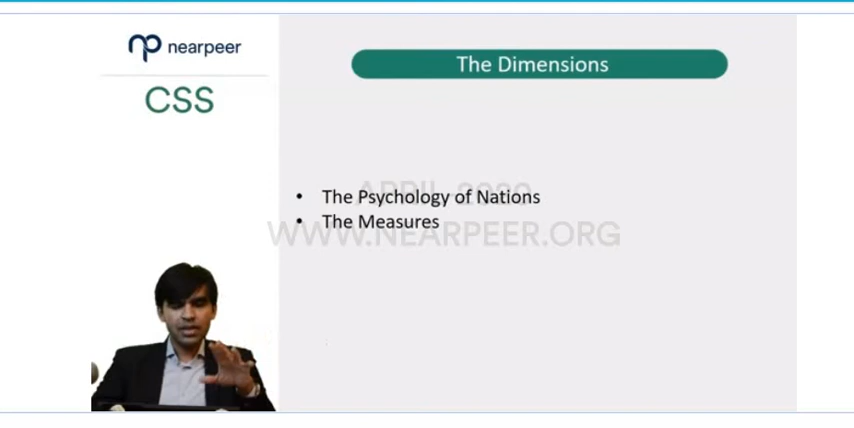 nearpeer
CSS
The Dimensions
• The Psychology of Nations
• The Measures
APRIL-2020
WWW.NEARPEER.ORG